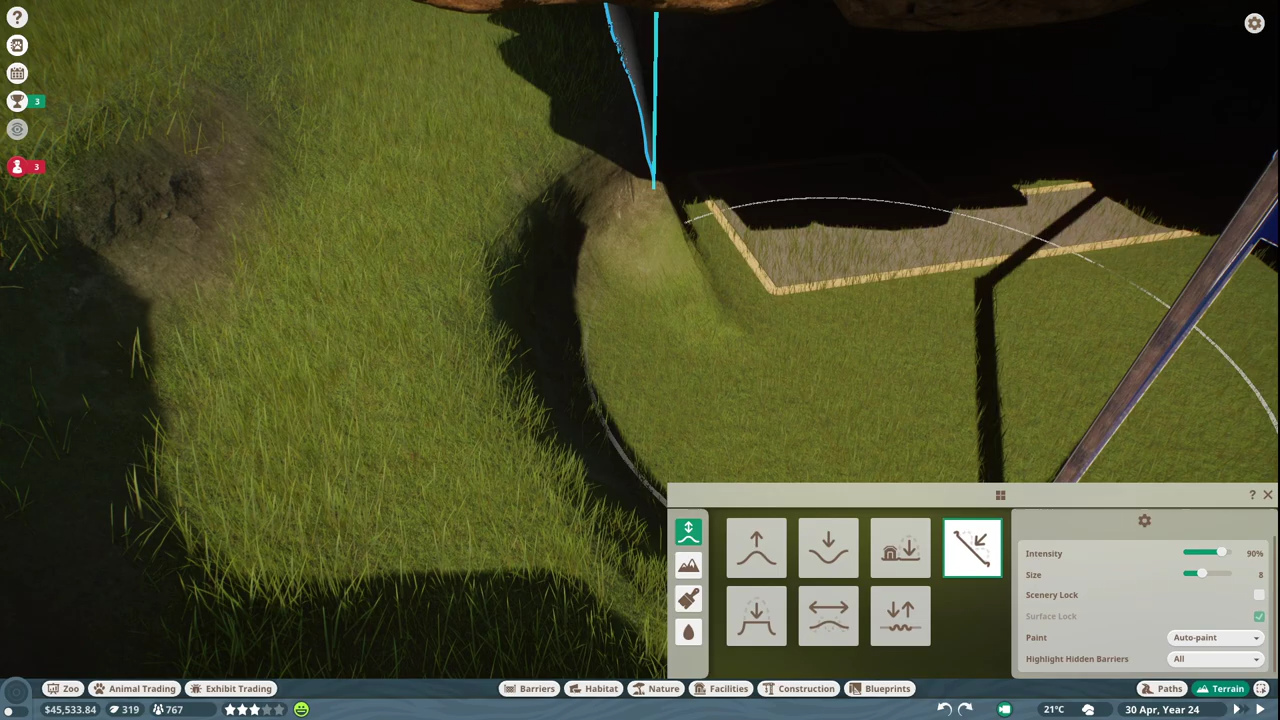 ?
3
3
?
Intensity 90%
Size 8
Scenery Lock
Surface Lock
Paint Auto-paint
Highlight Hidden Barriers All
Zoo Animal Trading Exhibit Trading Barriers Habitat Nature Facilities Construction Blueprints Paths Terrain
$45,533.84 319 767 21°C 30 Apr, Year 24